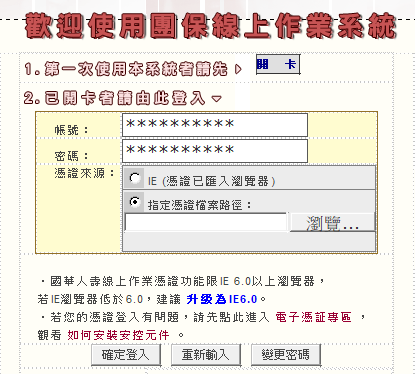 歡迎使用團保線上作業系統
1.第一次使用本系統者請先 開 卡
2.已開卡者請由此登入
帳號： **********
密碼： **********
憑證來源： IE (憑證已匯入瀏覽器)
指定憑證檔案路徑：
瀏覽...
．國華人壽線上作業憑證功能限IE 6.0以上瀏覽器，
若IE瀏覽器低於6.0，建議 升級為IE6.0。
．若您的憑證登入有問題，請先點此進入 電子憑証專區 ，
觀看 如何安裝安控元件 。
確定登入 重新輸入 變更密碼